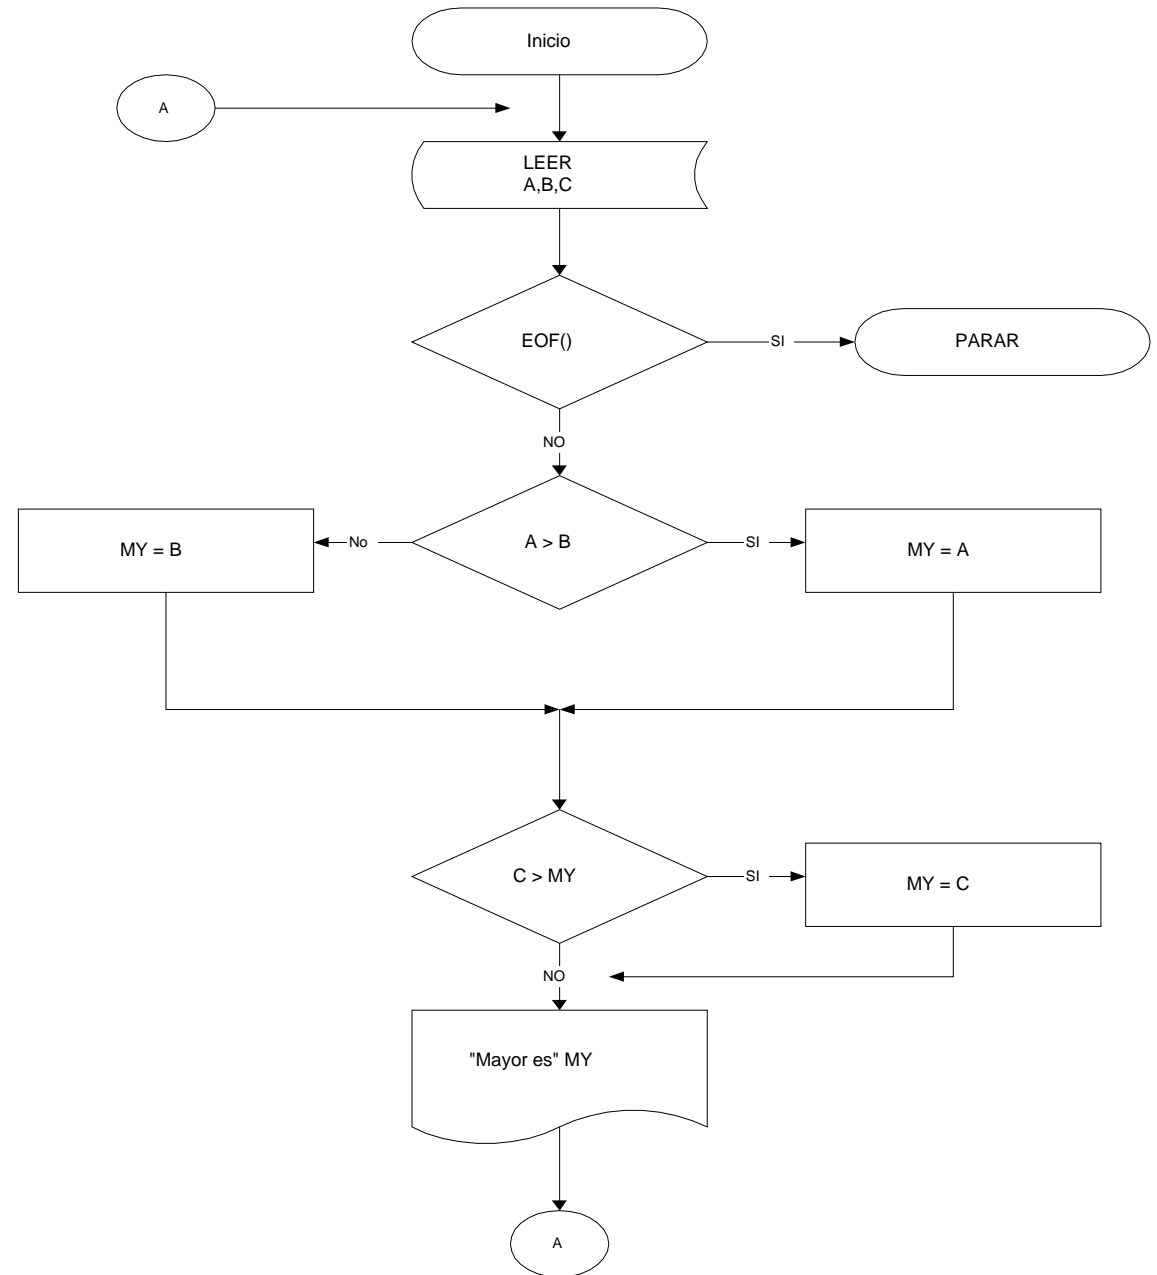 Inicio
A
LEER
A,B,C
EOF()
SI
PARAR
NO
MY = B
No
A > B
SI
MY = A
C > MY
SI
MY = C
NO
"Mayor es" MY
A